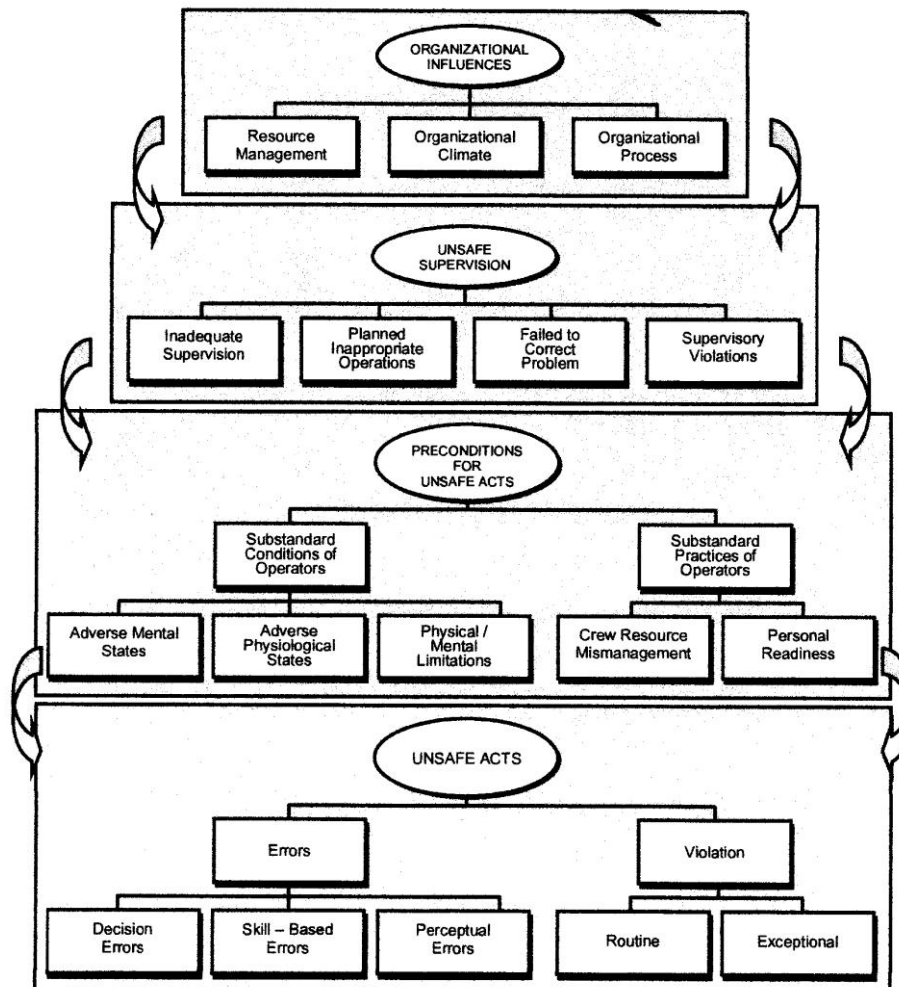 ORGANIZATIONAL
INFLUENCES
Resource
Management
Organizational
Climate
Organizational
Process
UNSAFE
SUPERVISION
Inadequate
Supervision
Planned
Inappropriate
Operations
Failed to
Correct
Problem
Supervisory
Violations
PRECONDITIONS
FOR
UNSAFE ACTS
Substandard
Conditions of
Operators
Substandard
Practices of
Operators
Adverse Mental
States
Adverse
Physiological
States
Physical /
Mental
Limitations
Crew Resource
Mismanagement
Personal
Readiness
UNSAFE ACTS
Errors
Violation
Decision
Errors
Skill – Based
Errors
Perceptual
Errors
Routine
Exceptional